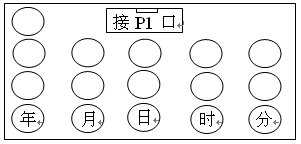 接 P1 口
年 月 日 时 分